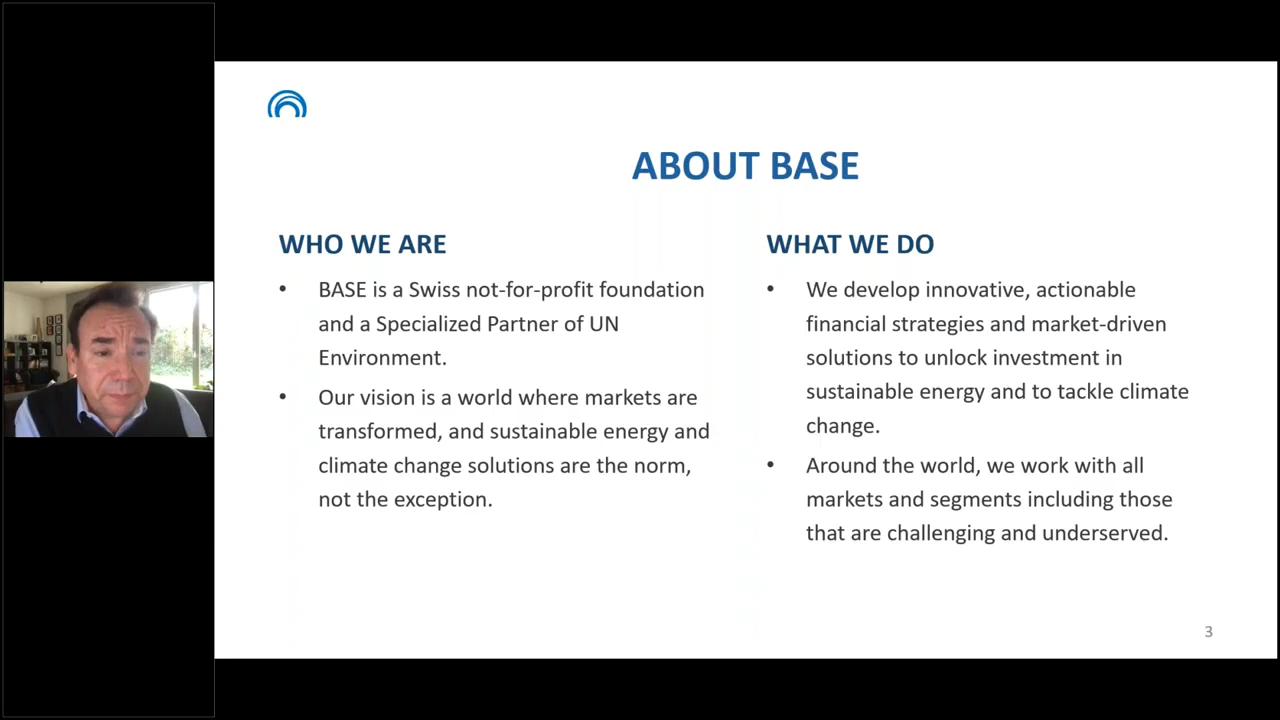 ABOUT BASE
WHO WE ARE
• BASE is a Swiss not-for-profit foundation
and a Specialized Partner of UN
Environment.
• Our vision is a world where markets are
transformed, and sustainable energy and
climate change solutions are the norm,
not the exception.
WHAT WE DO
• We develop innovative, actionable
financial strategies and market-driven
solutions to unlock investment in
sustainable energy and to tackle climate
change.
• Around the world, we work with all
markets and segments including those
that are challenging and underserved.
3